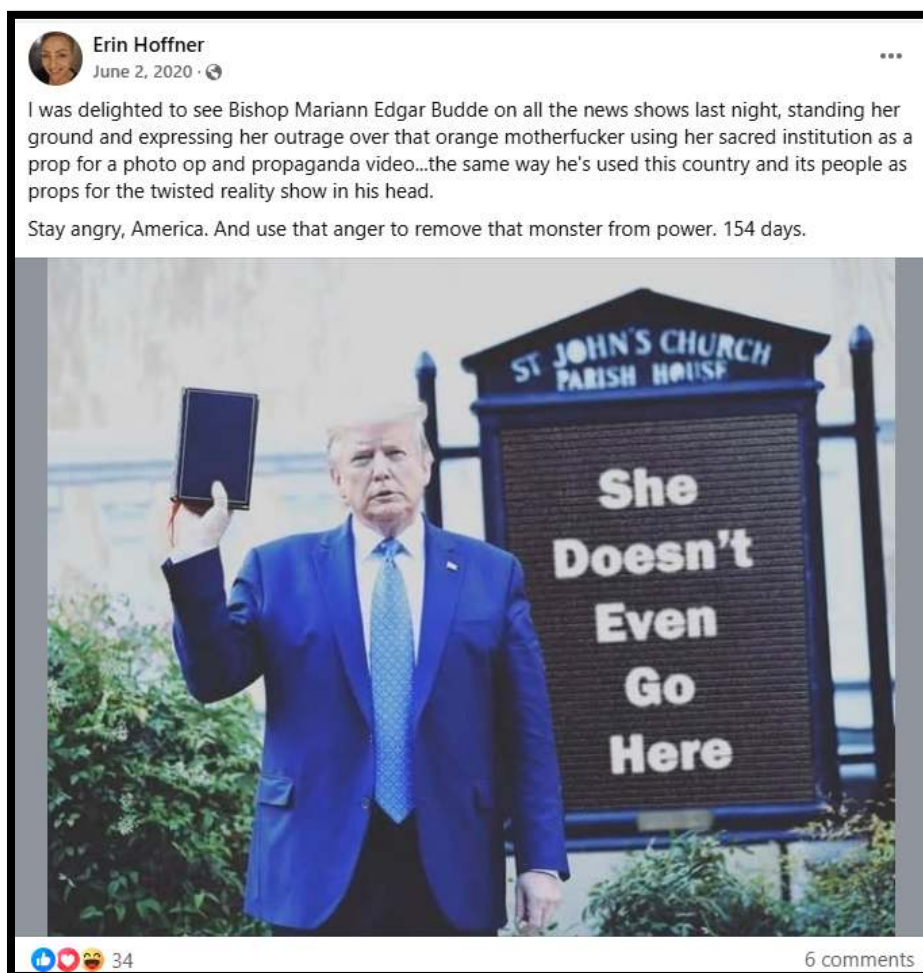 Erin Hoffner
June 2, 2020 ·
I was delighted to see Bishop Mariann Edgar Budde on all the news shows last night, standing her
ground and expressing her outrage over that orange motherfucker using her sacred institution as a
prop for a photo op and propaganda video...the same way he's used this country and its people as
props for the twisted reality show in his head.
Stay angry, America. And use that anger to remove that monster from power. 154 days.
ST JOHN'S CHURCH
PARISH HOUSE
She
Doesn't
Even
Go
Here
34
6 comments